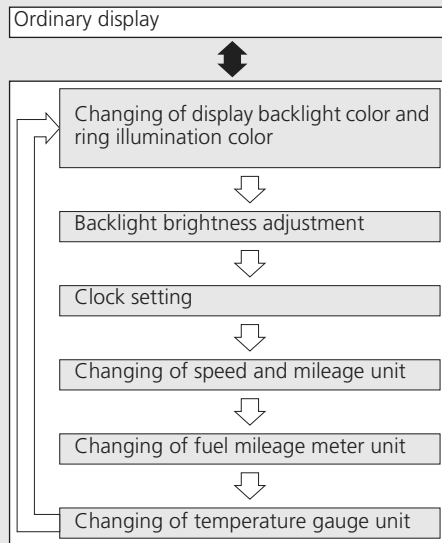 Ordinary display
Changing of display backlight color and
ring illumination color
Backlight brightness adjustment
Clock setting
Changing of speed and mileage unit
Changing of fuel mileage meter unit
Changing of temperature gauge unit